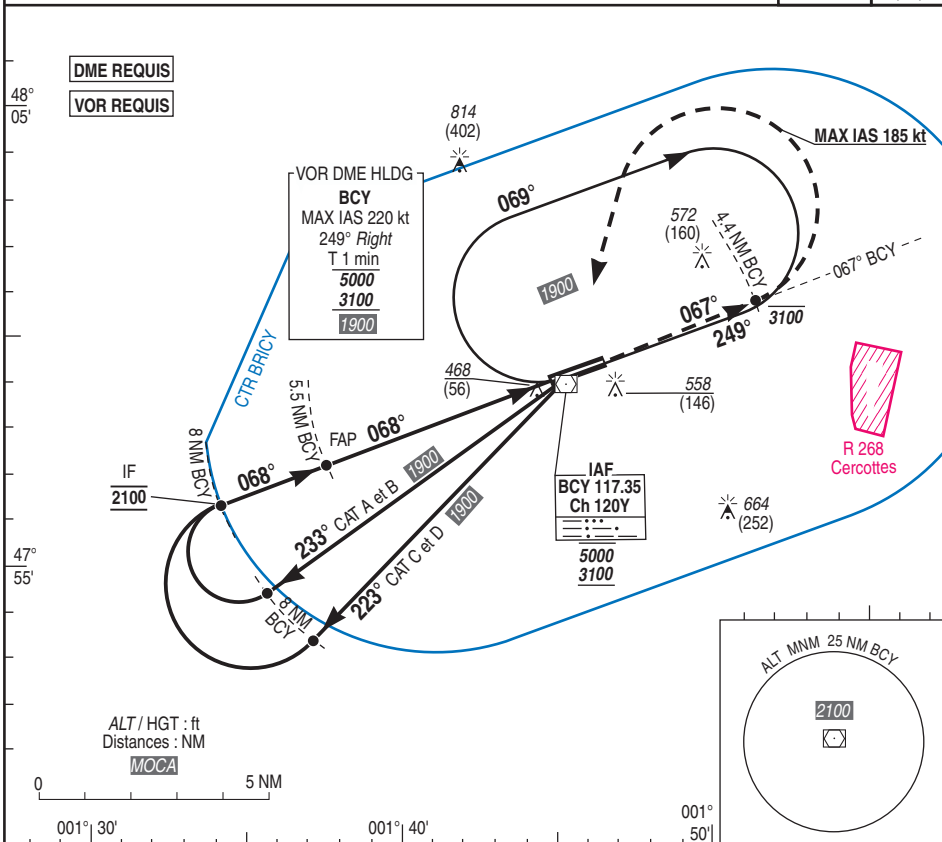 DME REQUIS
VOR REQUIS
48°
05'
814
(402)
MAX IAS 185 kt
VOR DME HLDG
BCY
MAX IAS 220 kt
249° Right
T 1 min
5000
3100
1900
069°
572
(160)
4.4 NM BCY
067° BCY
1900
067°
249°
3100
CTR BRICY
468
(56)
558
(146)
5.5 NM BCY
FAP
068°
8 NM BCY
068°
IF
2100
R 268
Cercottes
233° CAT A et B
1900
223° CAT C et D
1900
IAF
BCY 117.35
Ch 120Y
5000
3100
664
(252)
47°
55'
8 NM
BCY
ALT MNM 25 NM BCY
2100
ALT / HGT : ft
Distances : NM
MOCA
0
5 NM
001° 30'
001° 40'
001°
50'